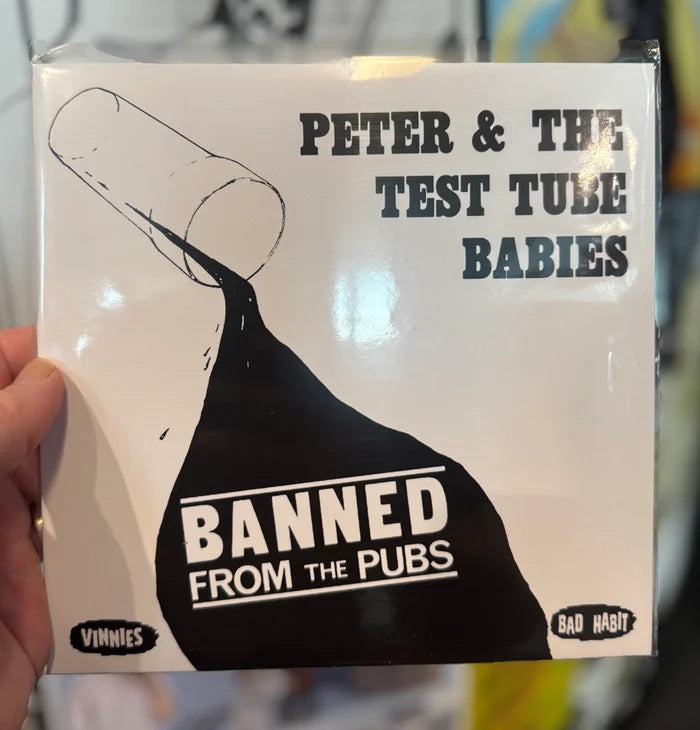 PETER & THE
TEST TUBE
BABIES
BANNED
FROM THE PUBS
VINNIES
BAD HABIT